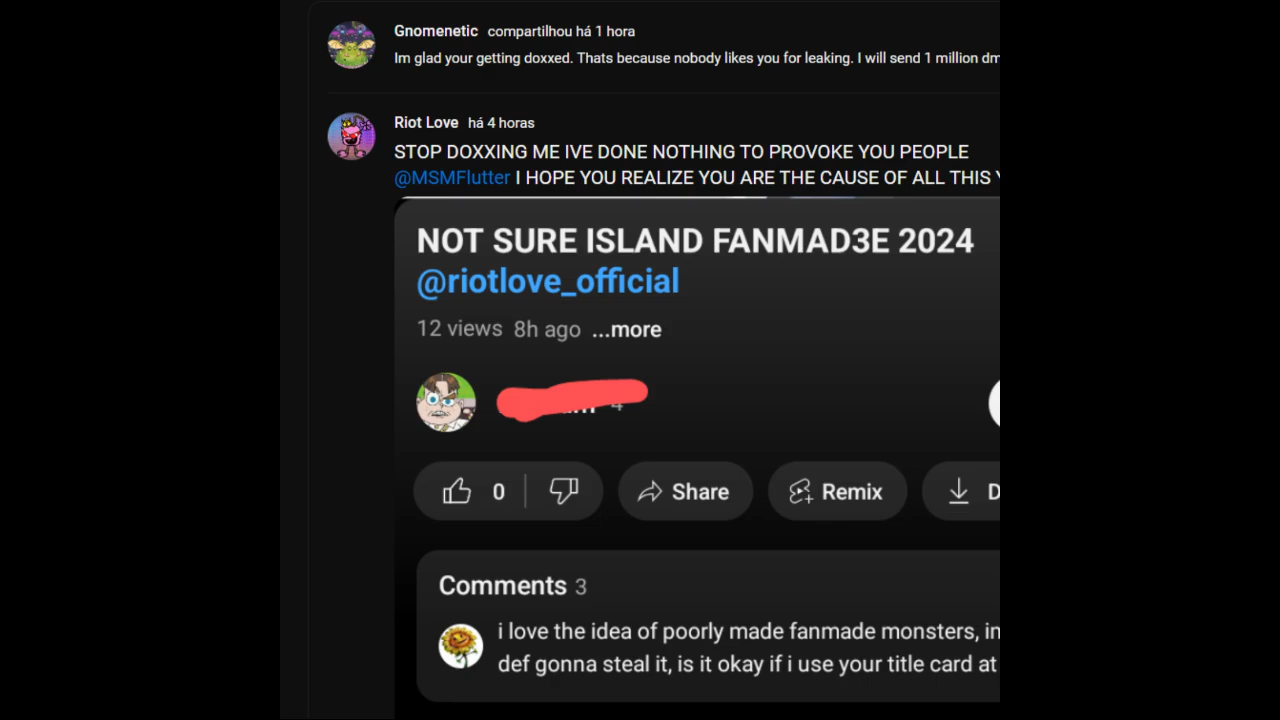 Gnomenetic compartilhou há 1 hora
Im glad your getting doxxed. Thats because nobody likes you for leaking. I will send 1 million dm
Riot Love há 4 horas
STOP DOXXING ME IVE DONE NOTHING TO PROVOKE YOU PEOPLE
@MSMFlutter I HOPE YOU REALIZE YOU ARE THE CAUSE OF ALL THIS
NOT SURE ISLAND FANMAD3E 2024
@riotlove_official
12 views 8h ago ...more
0 Share Remix D
Comments 3
i love the idea of poorly made fanmade monsters, im
def gonna steal it, is it okay if i use your title card at